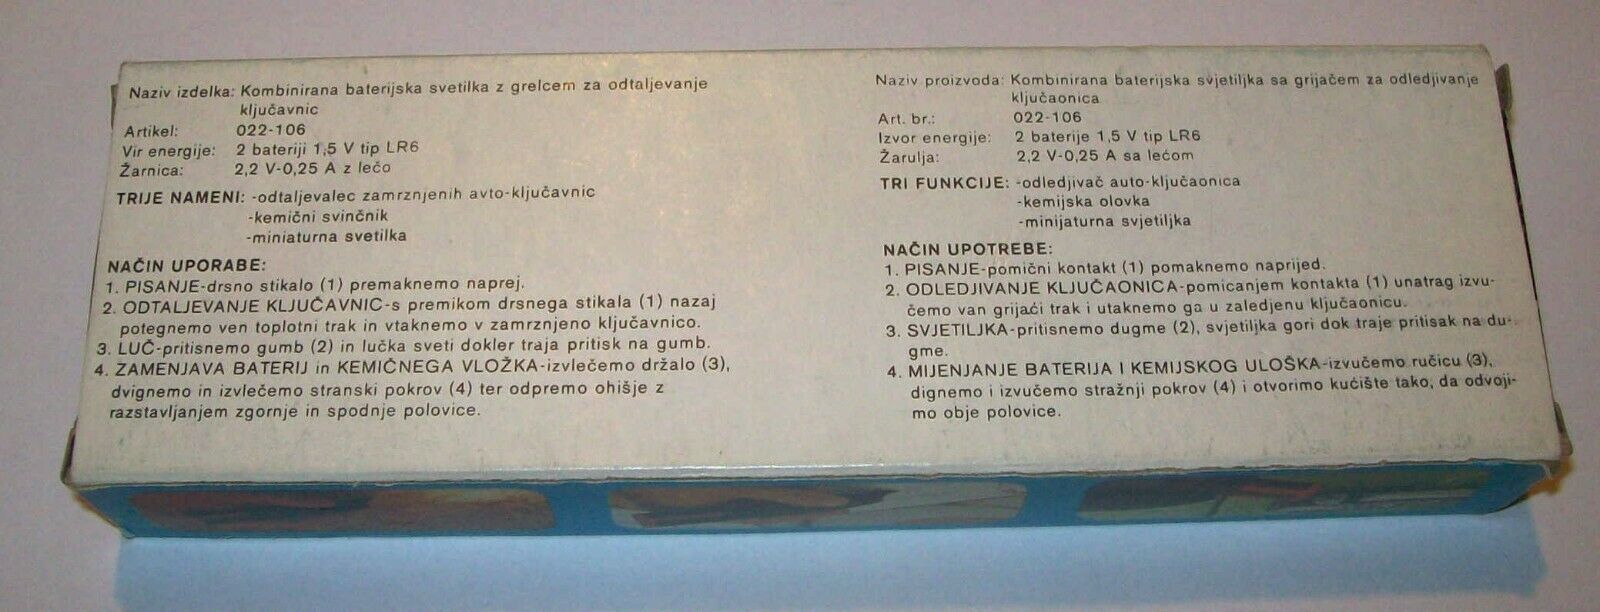 Naziv izdelka: Kombinirana baterijska svetilka z grelcem za odtaljevanje
ključavnic
Artikel: 022-106
Vir energije: 2 bateriji 1,5 V tip LR6
Žarnica: 2,2 V-0,25 A z lečo
TRIJE NAMENI: -odtaljevalec zamrznjenih avto-ključavnic
-kemični svinčnik
-miniaturna svetilka
NAČIN UPORABE:
1. PISANJE-drsno stikalo (1) premaknemo naprej.
2. ODTALJEVANJE KLJUČAVNIC-s premikom drsnega stikala (1) nazaj
potegnemo ven toplotni trak in vtaknemo v zamrznjeno ključavnico.
3. LUČ-pritisnemo gumb (2) in lučka sveti dokler traja pritisk na gumb.
4. ZAMENJAVA BATERIJ in KEMIČNEGA VLOŽKA-izvlečemo držalo (3),
dvignemo in izvlečemo stranski pokrov (4) ter odpremo ohišje z
razstavljanjem zgornje in spodnje polovice.
Naziv proizvoda: Kombinirana baterijska svjetiljka sa grijačem za odledjivanje
ključaonica
Art. br.: 022-106
Izvor energije: 2 baterije 1,5 V tip LR6
Žarulja: 2,2 V-0,25 A sa lećom
TRI FUNKCIJE: -odledjivač auto-ključaonica
-kemijska olovka
-minijaturna svjetiljka
NAČIN UPOTREBE:
1. PISANJE-pomični kontakt (1) pomaknemo naprijed.
2. ODLEDJIVANJE KLJUČAONICA-pomicanjem kontakta (1) unatrag izvu-
čemo van grijaći trak i utaknemo ga u zaledjenu ključaonicu.
3. SVJETILJKA-pritisnemo dugme (2), svjetiljka gori dok traje pritisak na du-
gme.
4. MIJENJANJE BATERIJA I KEMIJSKOG ULOŠKA-izvučemo ručicu (3),
dignemo i izvučemo stražnji pokrov (4) i otvorimo kućište tako, da odvoji-
mo obje polovice.